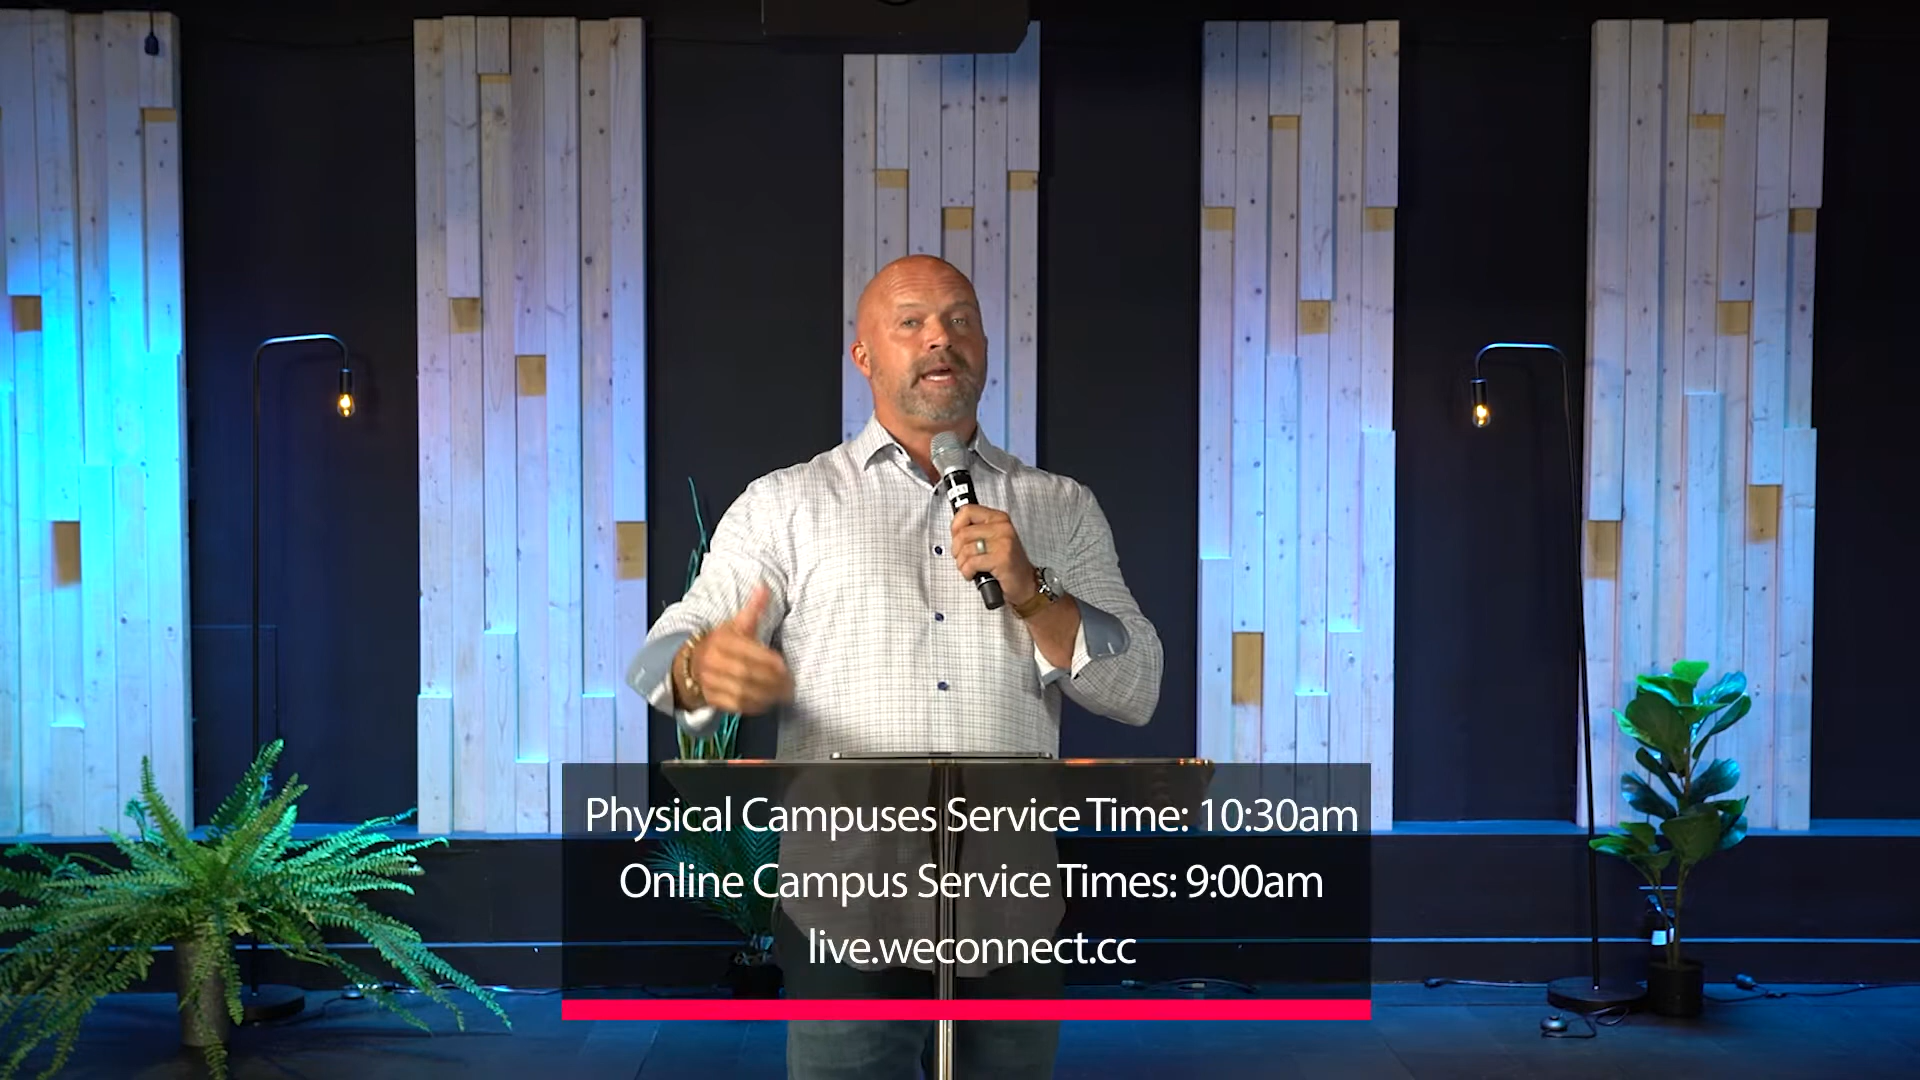 Physical Campuses Service Time: 10:30am
Online Campus Service Times: 9:00am
live.weconnect.cc